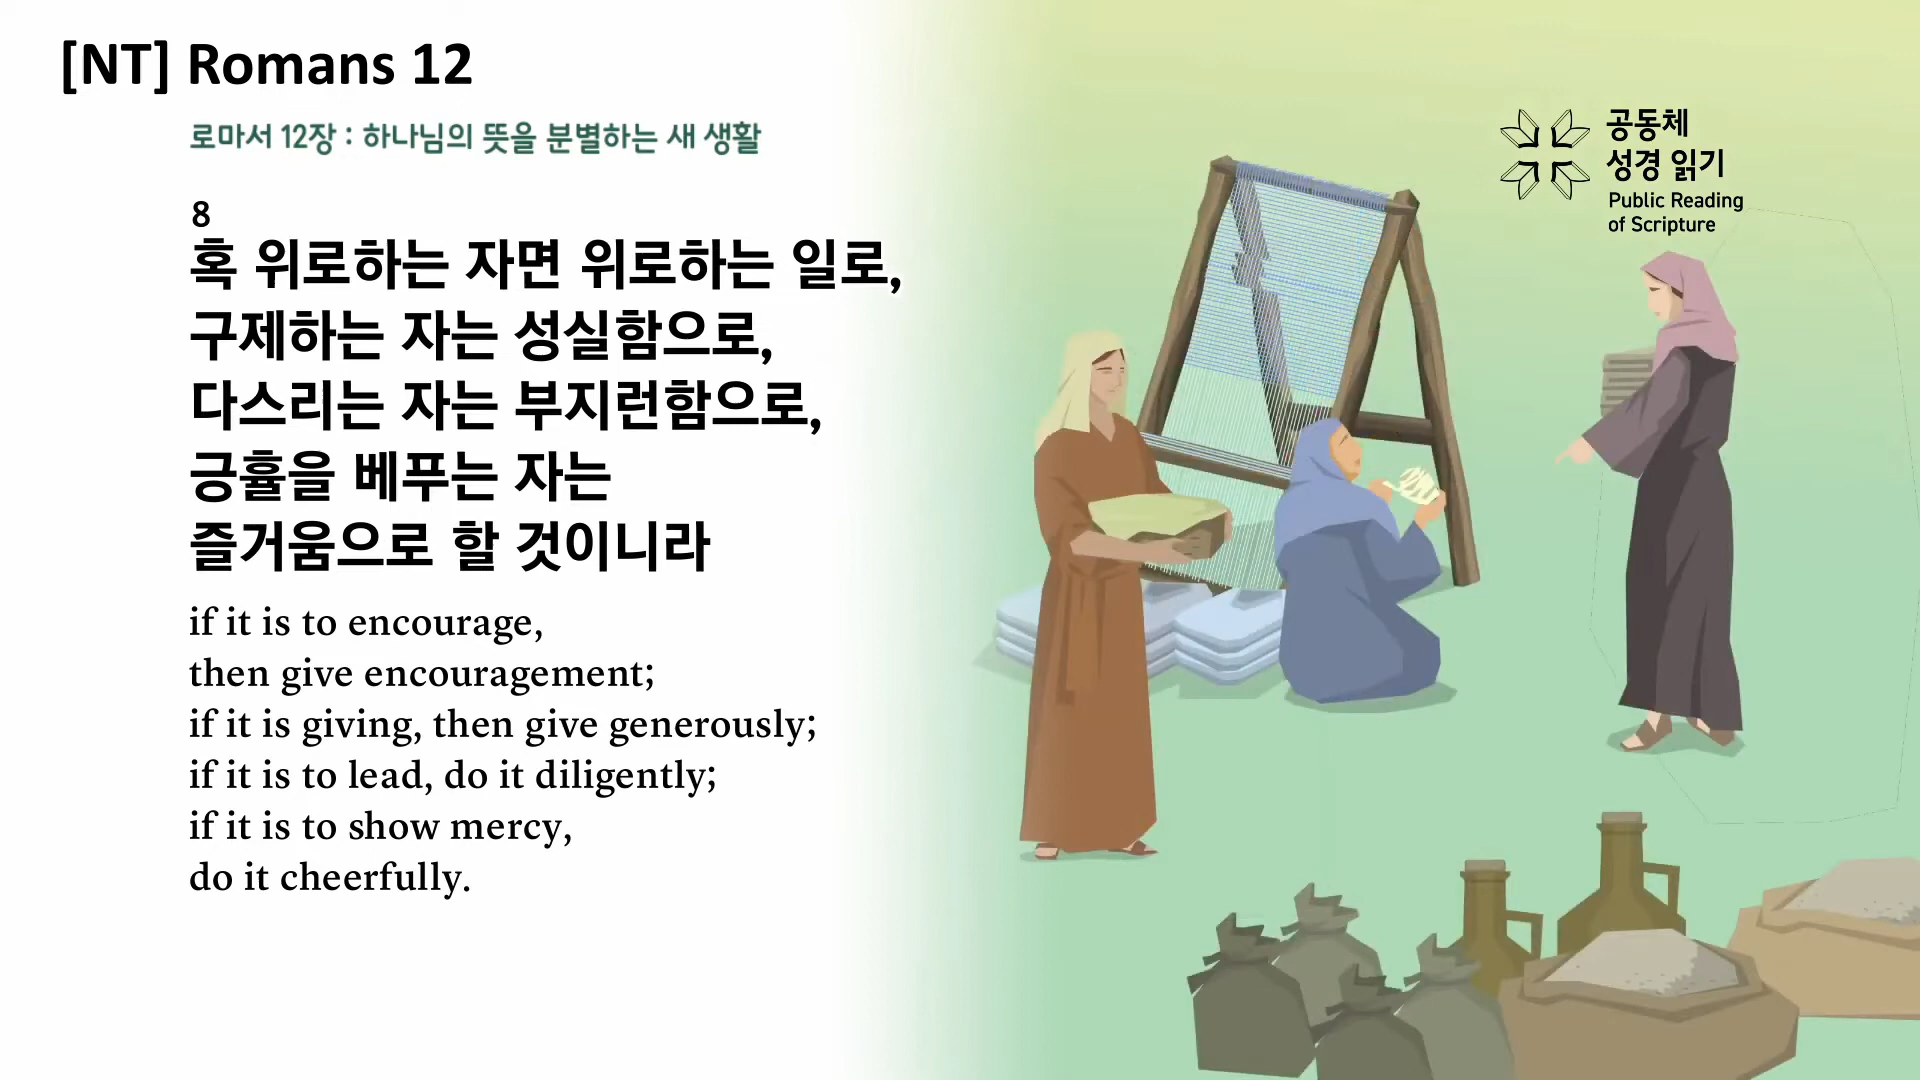 [NT] Romans 12
로마서 12장 : 하나님의 뜻을 분별하는 새 생활
8
혹 위로하는 자면 위로하는 일로,
구제하는 자는 성실함으로,
다스리는 자는 부지런함으로,
긍휼을 베푸는 자는
즐거움으로 할 것이니라
if it is to encourage,
then give encouragement;
if it is giving, then give generously;
if it is to lead, do it diligently;
if it is to show mercy,
do it cheerfully.
공동체
성경 읽기
Public Reading
of Scripture